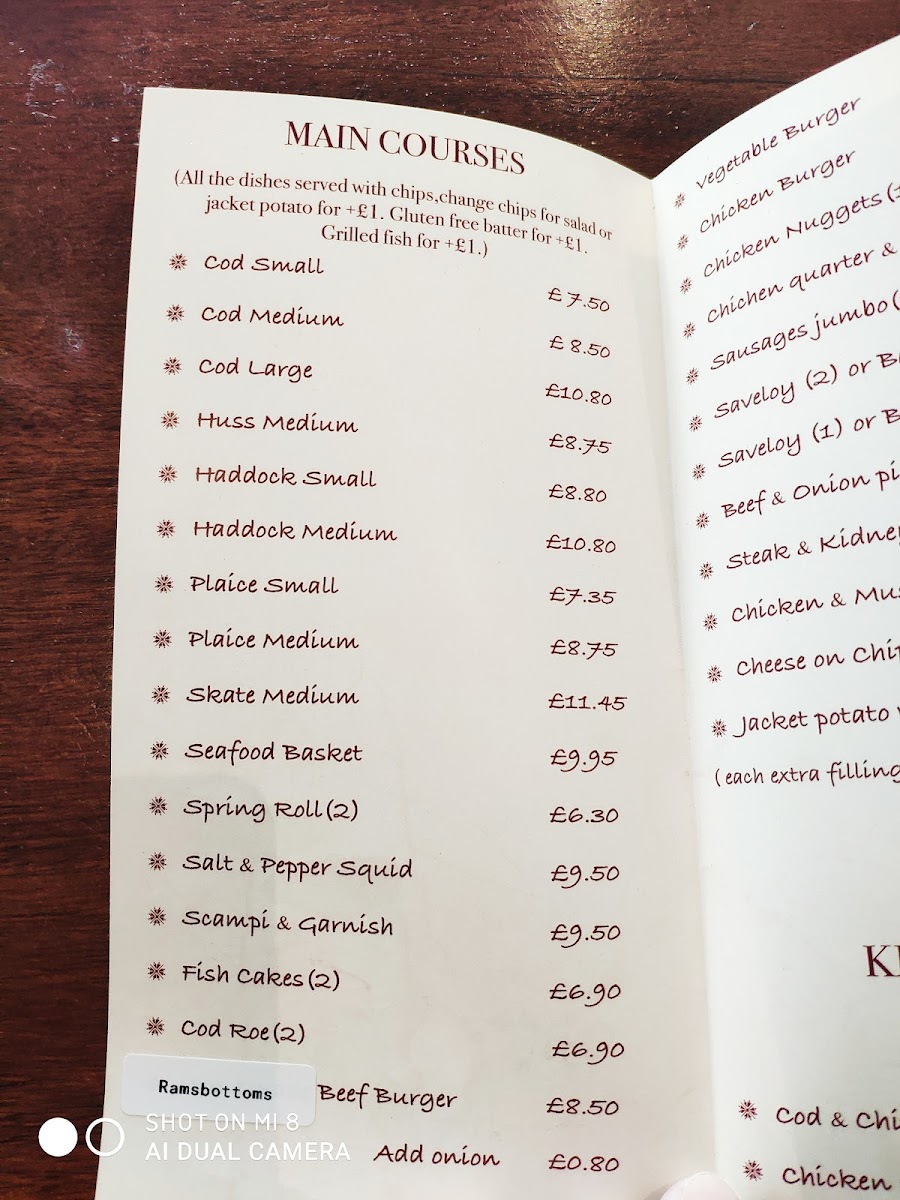 MAIN COURSES
(All the dishes served with chips,change chips for salad or
jacket potato for +£1. Gluten free batter for +£1.
Grilled fish for +£1.)
Cod Small £7.50
Cod Medium £8.50
Cod Large £10.80
Huss Medium £8.75
Haddock Small £8.80
Haddock Medium £10.80
Plaice Small £7.35
Plaice Medium £8.75
Skate Medium £11.45
Seafood Basket £9.95
Spring Roll(2) £6.30
Salt & Pepper Squid £9.50
Scampi & Garnish £9.50
Fish Cakes(2) £6.90
Cod Roe(2) £6.90
Ramsbottoms Beef Burger £8.50
Add onion £0.80
Vegetable Burger
Chicken Burger
Chicken Nuggets
Chichen quarter &
Sausages jumbo
Saveloy (2) or
Saveloy (1) or
Beef & Onion
Steak &
Chicken &
Cheese on
Jacket potato
(each extra
Cod &
Chicken
SHOT ON MI 8
AI DUAL CAMERA